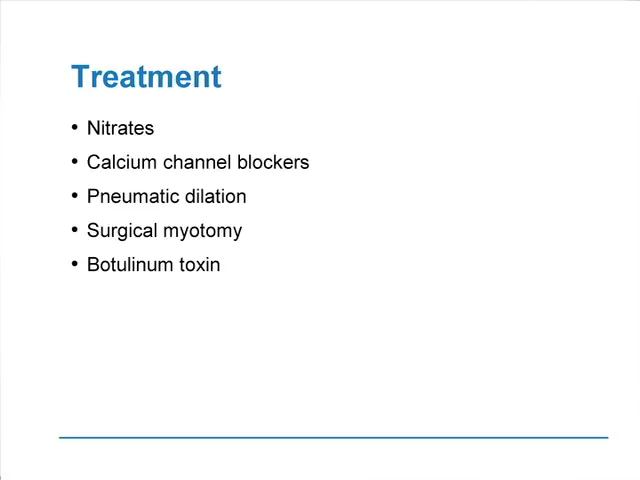 Treatment
• Nitrates
• Calcium channel blockers
• Pneumatic dilation
• Surgical myotomy
• Botulinum toxin